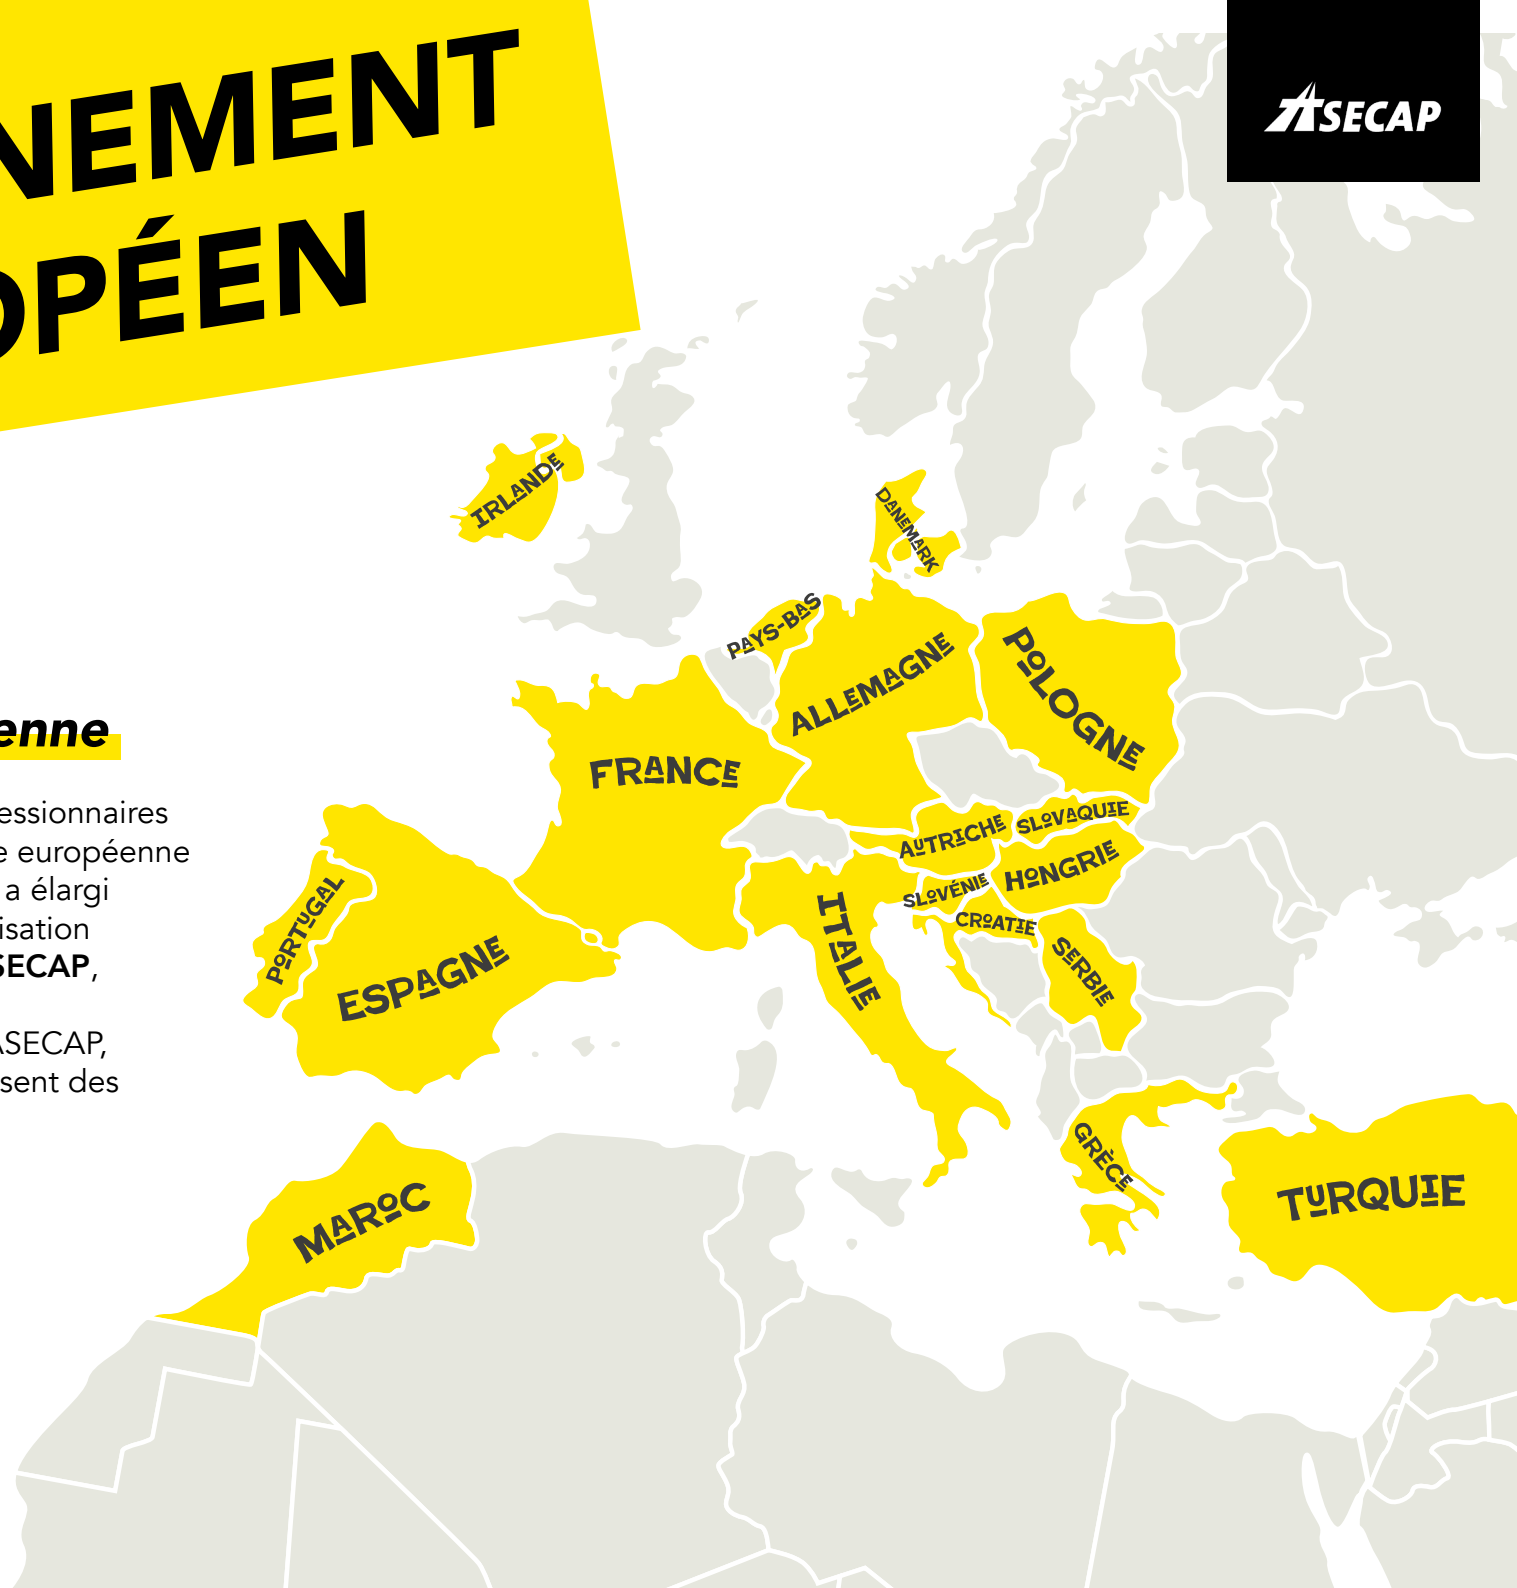 NEMENT
OPÉEN
ASECAP
enne
essionnaires
e européenne
a élargi
isation
SECAP,
ASECAP,
sent des
IRLANDE
DANEMARK
PAYS-BAS
ALLEMAGNE
POLOGNE
FRANCE
AUTRICHE
SLOVAQUIE
HONGRIE
SLOVÉNIE
CROATIE
SERBIE
ITALIE
PORTUGAL
ESPAGNE
GRÈCE
TURQUIE
MAROC